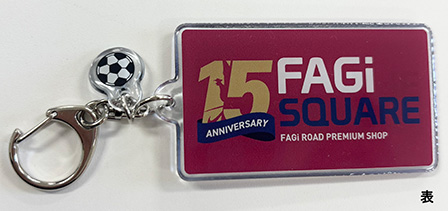 15
ANNIVERSARY
FAGi
SQUARE
FAGi ROAD PREMIUM SHOP
表